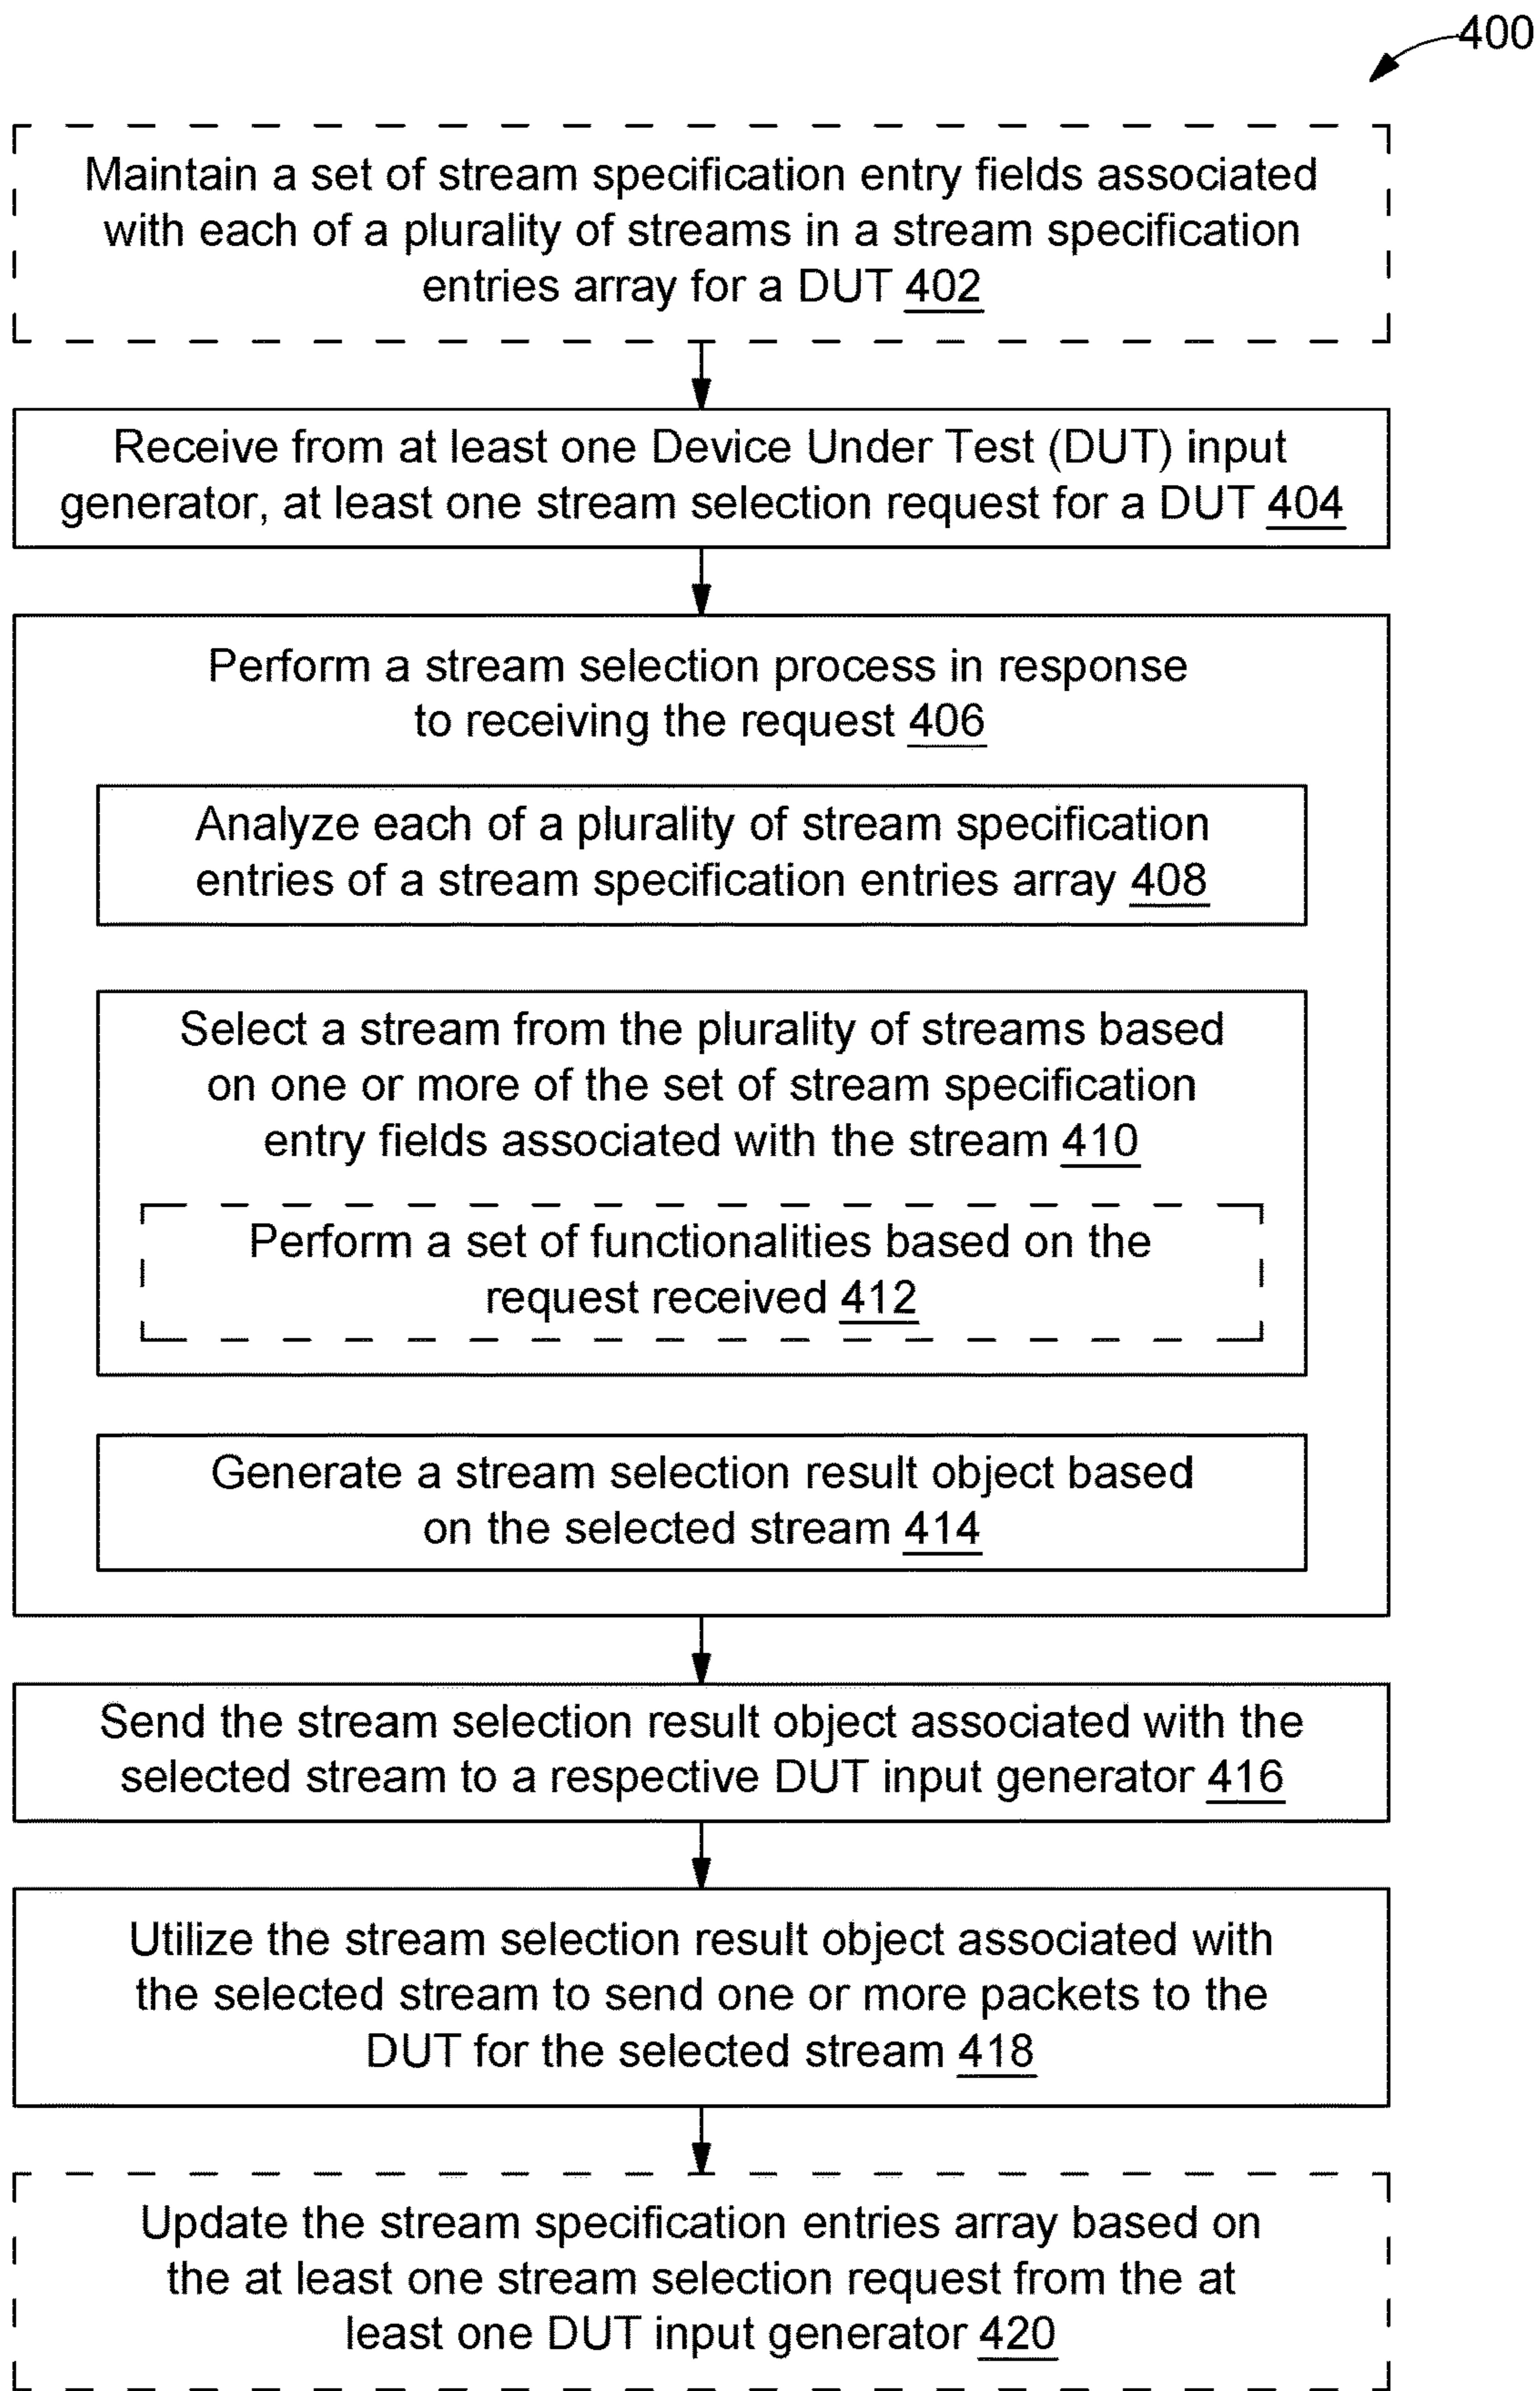 400
Maintain a set of stream specification entry fields associated
with each of a plurality of streams in a stream specification
entries array for a DUT 402
Receive from at least one Device Under Test (DUT) input
generator, at least one stream selection request for a DUT 404
Perform a stream selection process in response
to receiving the request 406
Analyze each of a plurality of stream specification
entries of a stream specification entries array 408
Select a stream from the plurality of streams based
on one or more of the set of stream specification
entry fields associated with the stream 410
Perform a set of functionalities based on the
request received 412
Generate a stream selection result object based
on the selected stream 414
Send the stream selection result object associated with the
selected stream to a respective DUT input generator 416
Utilize the stream selection result object associated with
the selected stream to send one or more packets to the
DUT for the selected stream 418
Update the stream specification entries array based on
the at least one stream selection request from the at
least one DUT input generator 420